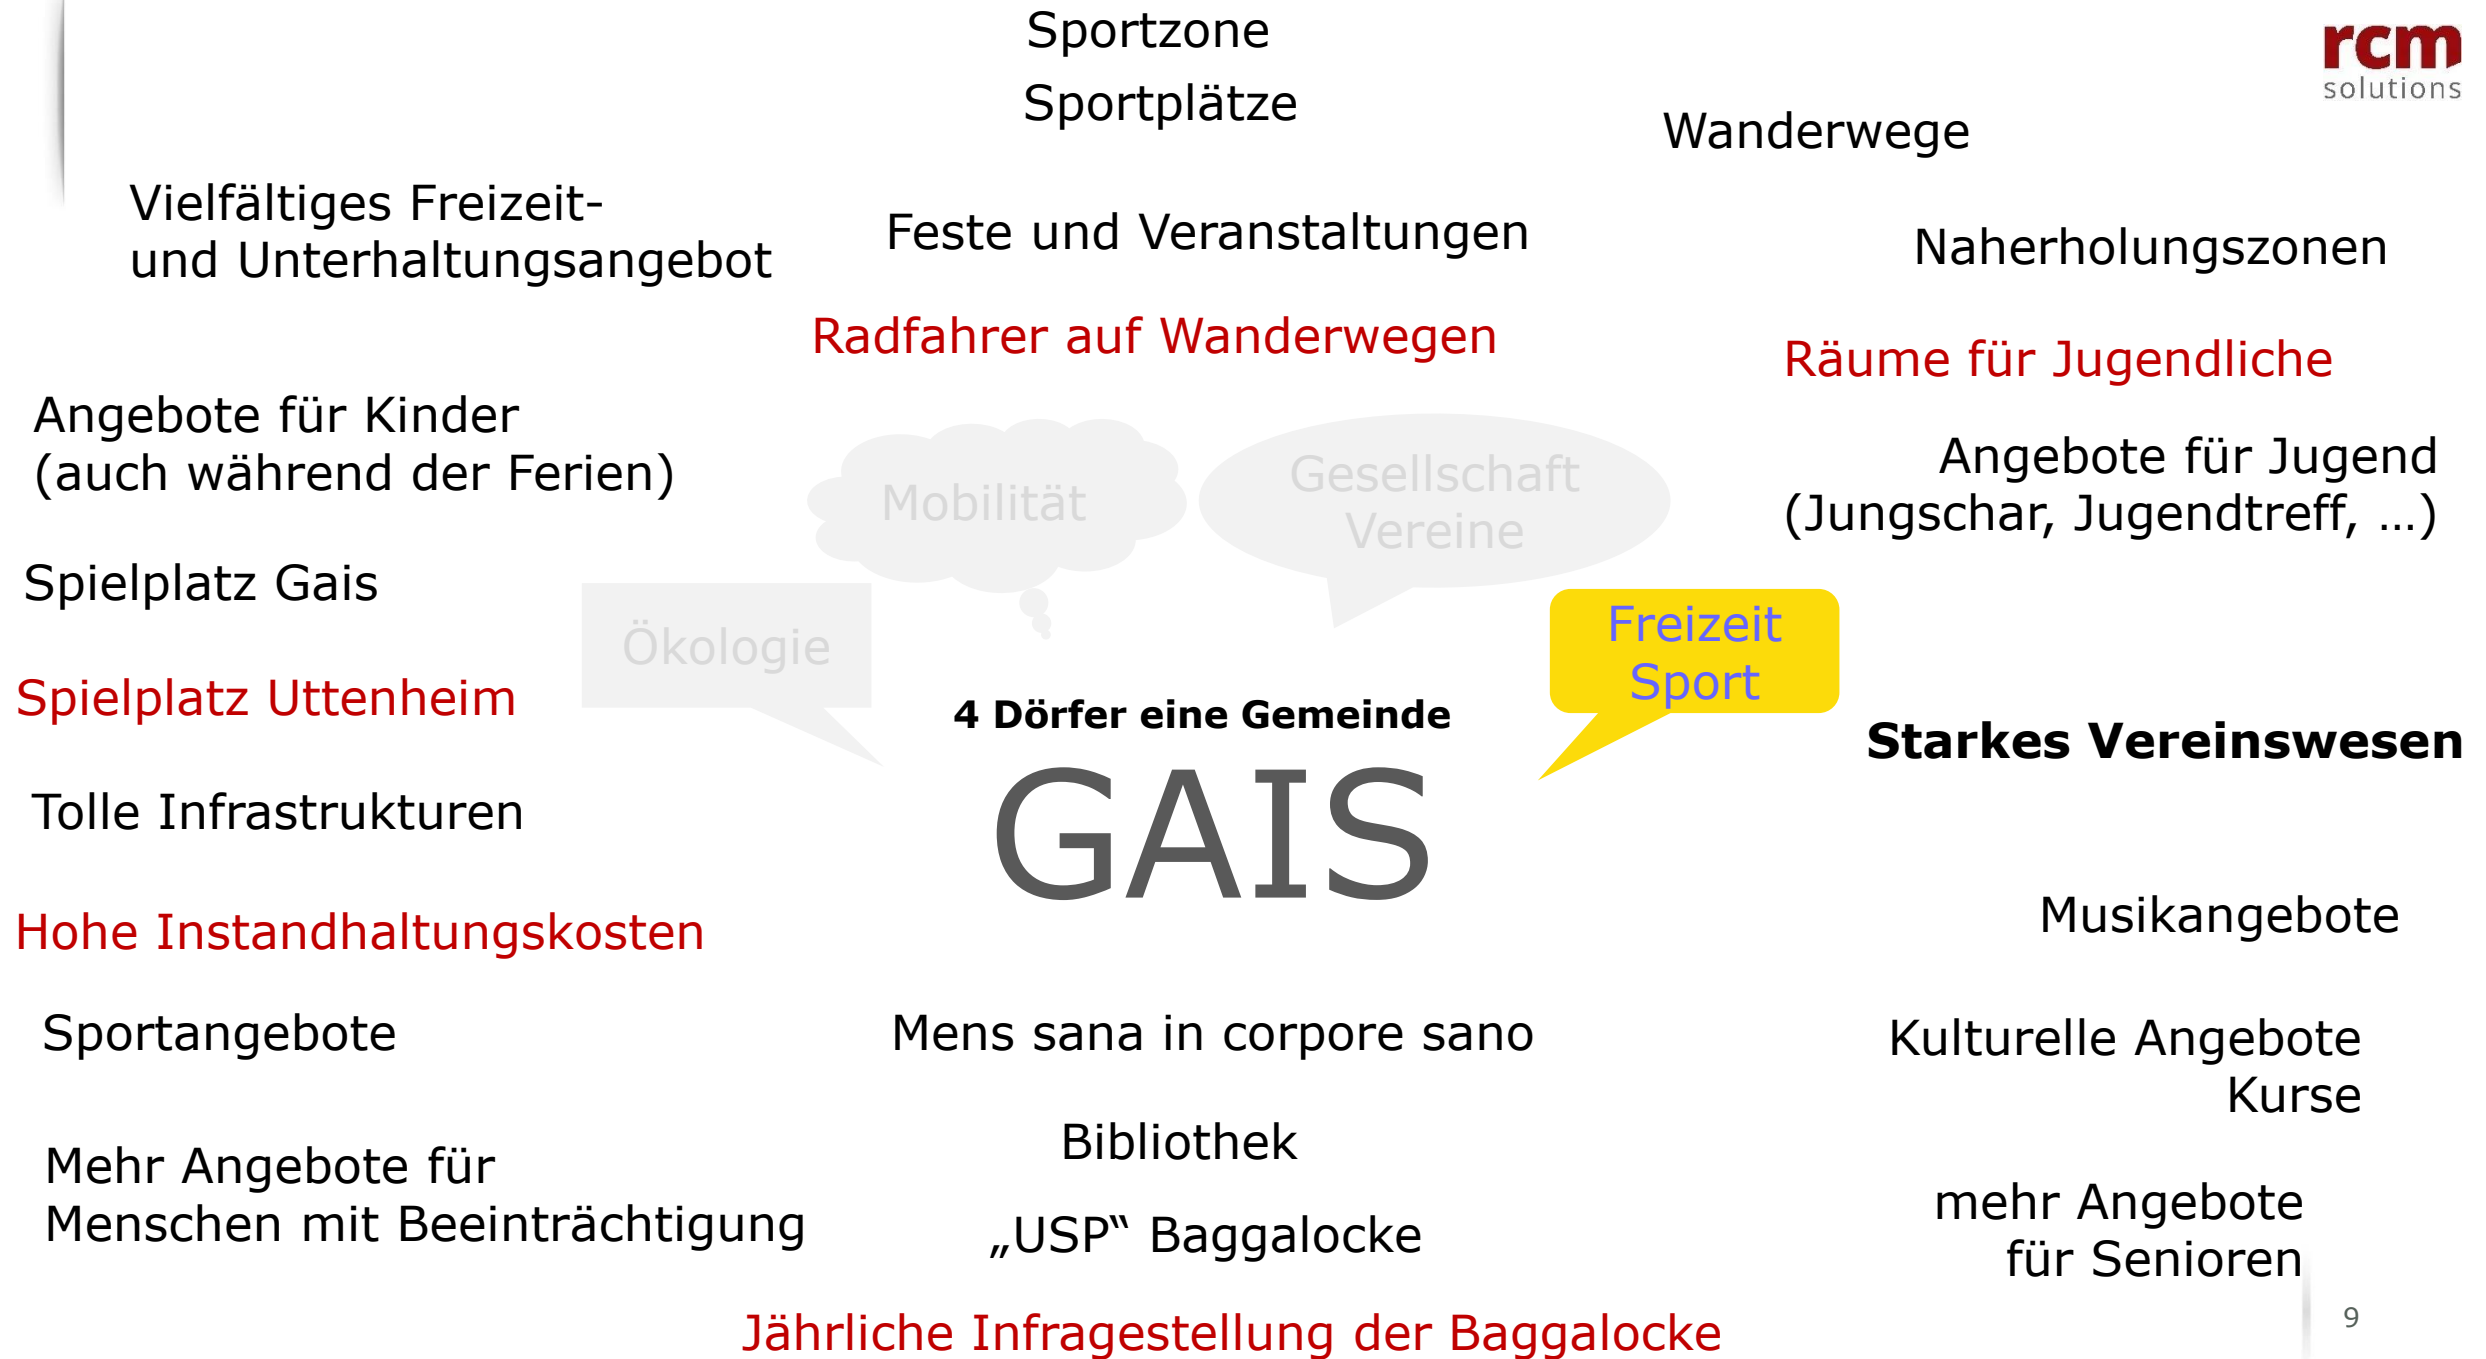 Sportzone
Sportplätze
rcm
solutions
Wanderwege
Vielfältiges Freizeit-
und Unterhaltungsangebot
Feste und Veranstaltungen
Naherholungszonen
Radfahrer auf Wanderwegen
Räume für Jugendliche
Angebote für Kinder
(auch während der Ferien)
Mobilität
Gesellschaft
Vereine
Angebote für Jugend
(Jungschar, Jugendtreff, …)
Spielplatz Gais
Ökologie
Freizeit
Sport
Spielplatz Uttenheim
4 Dörfer eine Gemeinde
Starkes Vereinswesen
Tolle Infrastrukturen
GAIS
Hohe Instandhaltungskosten
Musikangebote
Sportangebote
Mens sana in corpore sano
Kulturelle Angebote
Kurse
Bibliothek
Mehr Angebote für
Menschen mit Beeinträchtigung
„USP“ Baggalocke
mehr Angebote
für Senioren
Jährliche Infragestellung der Baggalocke
9